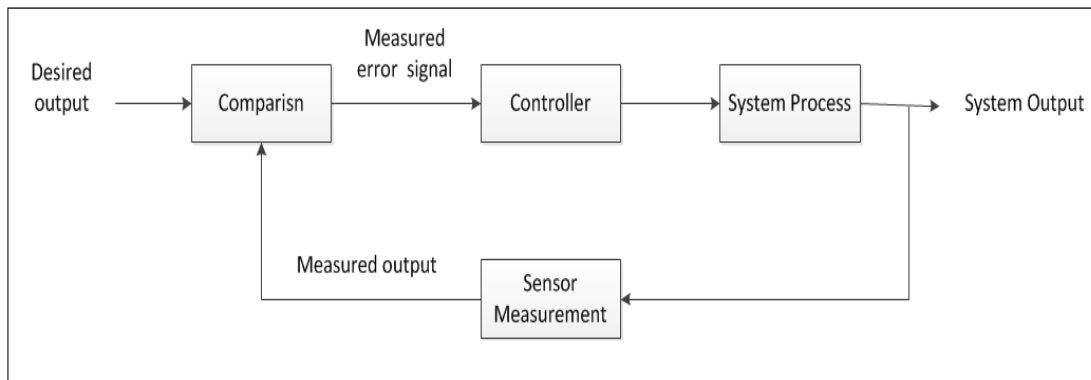 Desired
output
Comparisn
Measured
error signal
Controller
System Process
System Output
Measured output
Sensor
Measurement